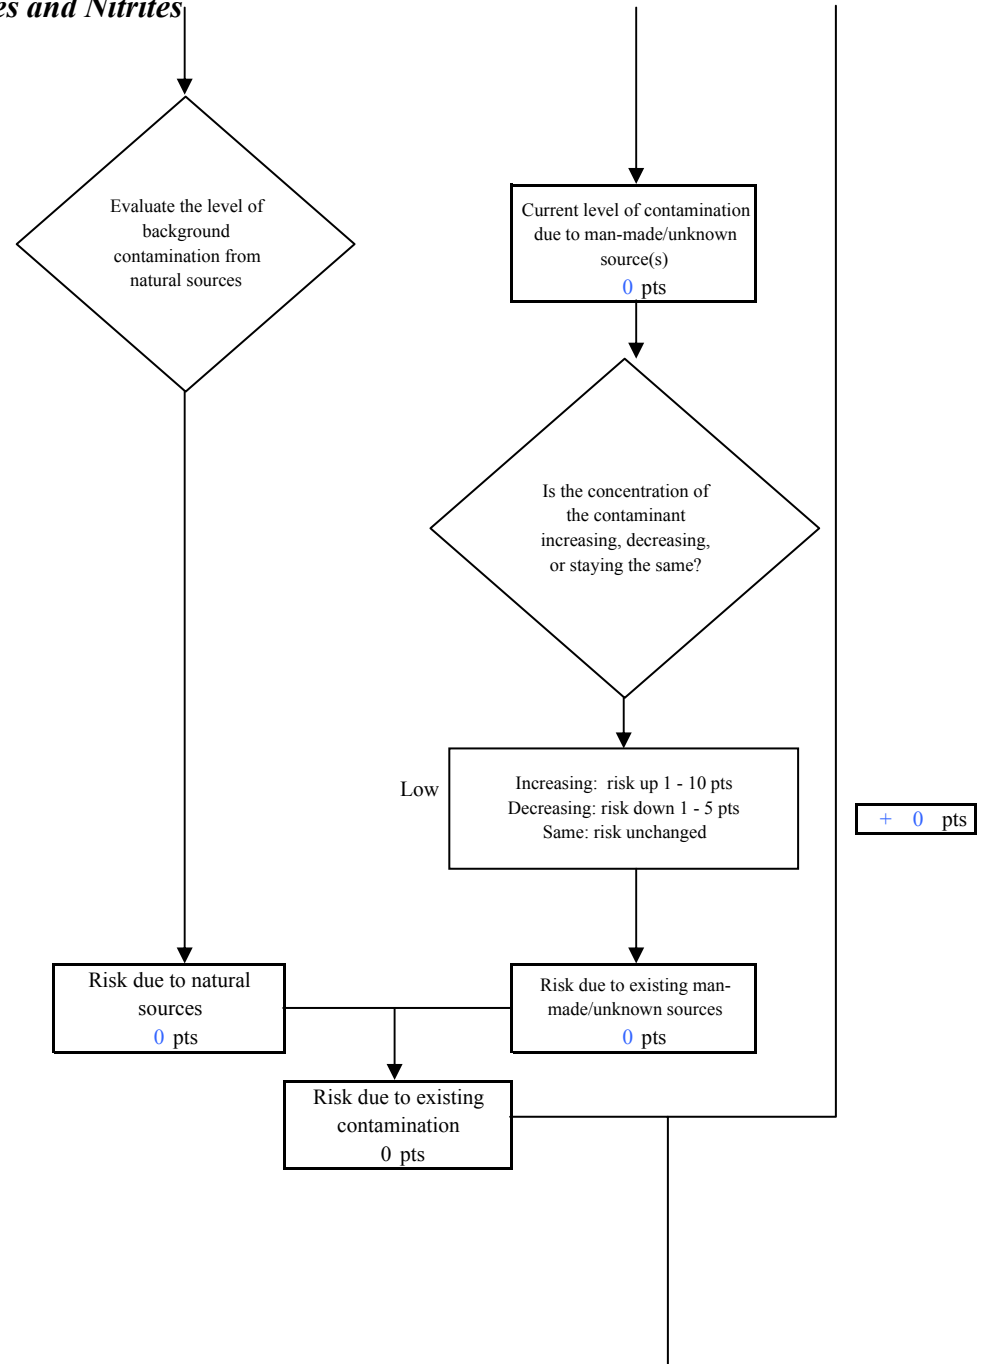 and Nitrites
Evaluate the level of
background
contamination from
natural sources
Current level of contamination
due to man-made/unknown
source(s)
0 pts
Is the concentration of
the contaminant
increasing, decreasing,
or staying the same?
Low
Increasing: risk up 1 - 10 pts
Decreasing: risk down 1 - 5 pts
Same: risk unchanged
+ 0 pts
Risk due to natural
sources
0 pts
Risk due to existing man-
made/unknown sources
0 pts
Risk due to existing
contamination
0 pts